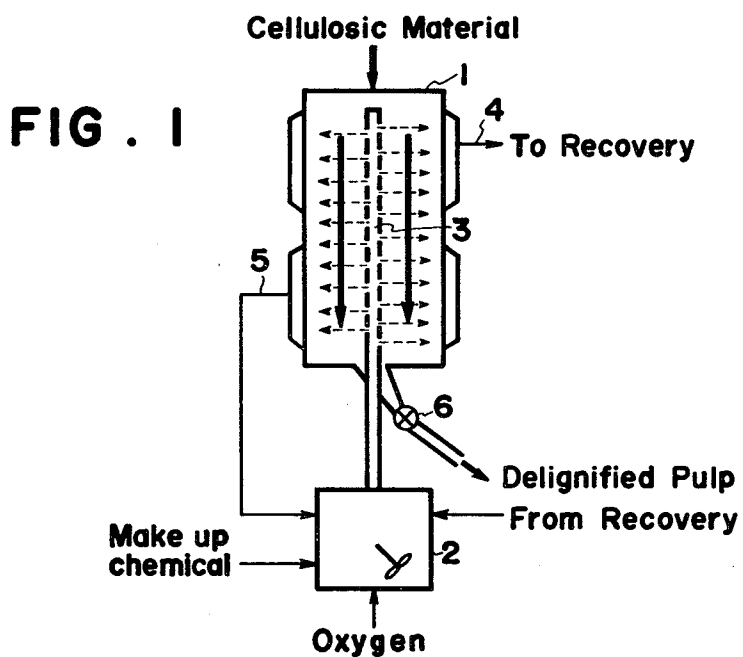 Cellulosic Material
1
FIG. 1
4
To Recovery
3
5
6
Delignified Pulp
From Recovery
Make up
chemical
2
Oxygen